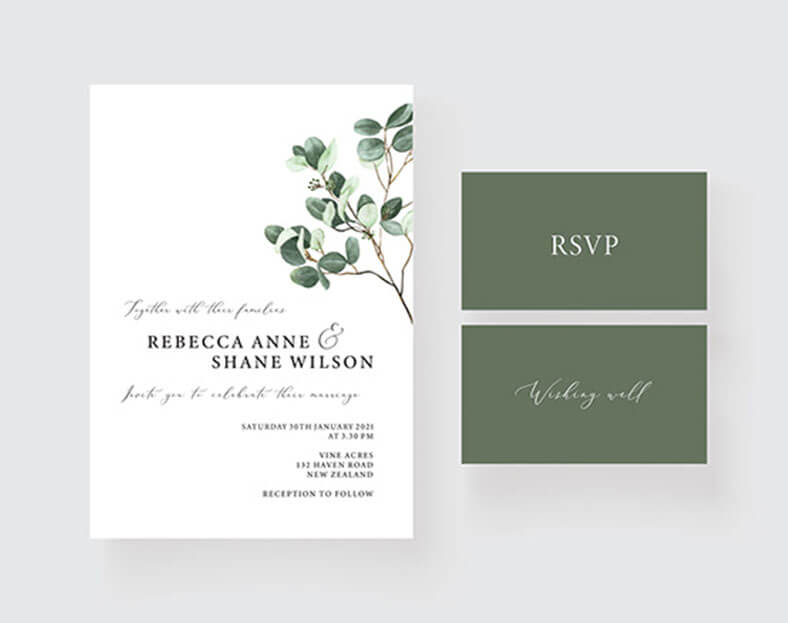 Together with their families
REBECCA ANNE &
SHANE WILSON
Invite you to celebrate their marriage
SATURDAY 30TH JANUARY 2021
AT 3.30 PM
VINE ACRES
132 HAVEN ROAD
NEW ZEALAND
RECEPTION TO FOLLOW
RSVP
Wishing well